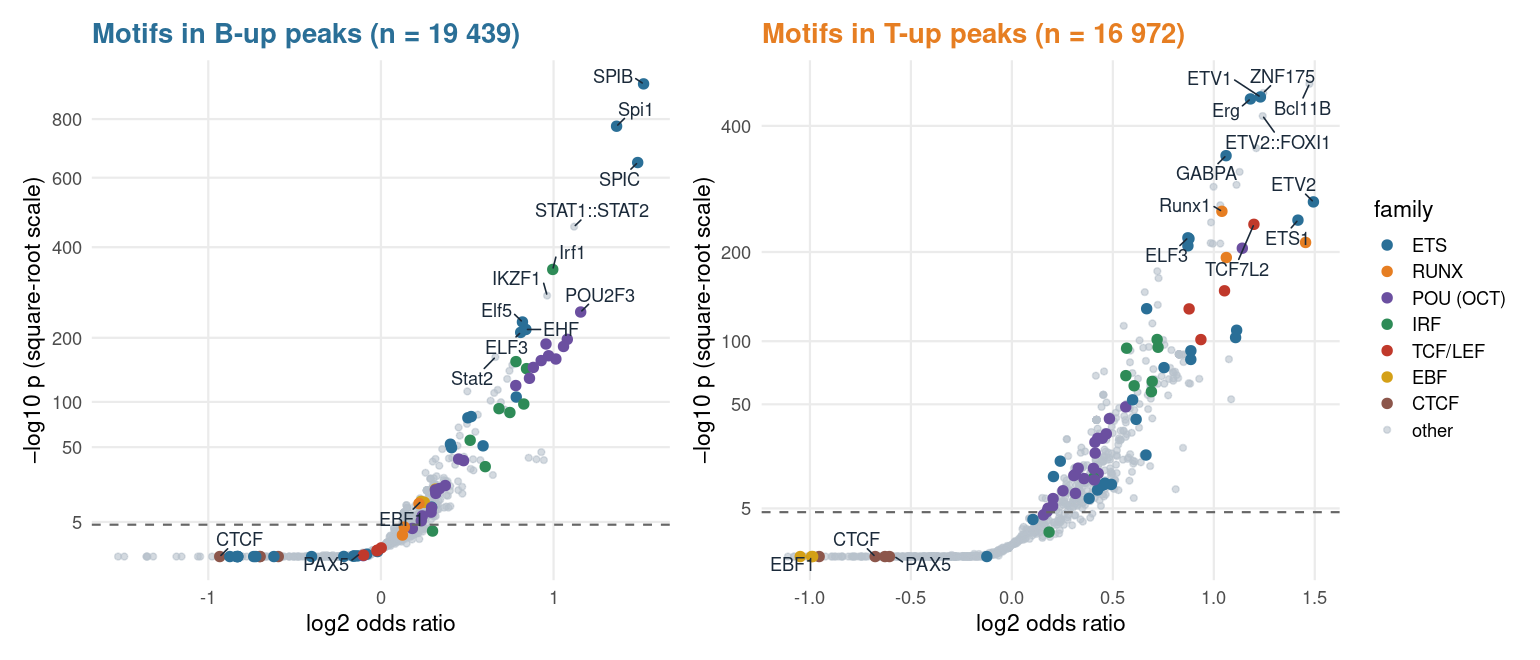 Motifs in B-up peaks (n = 19 439)
−log10 p (square-root scale)
800
600
400
200
100
50
5
SPIB
Spi1
SPIC
STAT1::STAT2
Irf1
IKZF1
POU2F3
Elf5
EHF
ELF3
Stat2
EBF1
CTCF
PAX5
-1
0
1
log2 odds ratio
Motifs in T-up peaks (n = 16 972)
−log10 p (square-root scale)
400
200
100
50
5
ETV1
ZNF175
Erg
Bcl11B
ETV2::FOXI1
GABPA
ETV2
Runx1
ETS1
ELF3
TCF7L2
CTCF
EBF1
PAX5
-1.0
-0.5
0.0
0.5
1.0
1.5
log2 odds ratio
family
ETS
RUNX
POU (OCT)
IRF
TCF/LEF
EBF
CTCF
other